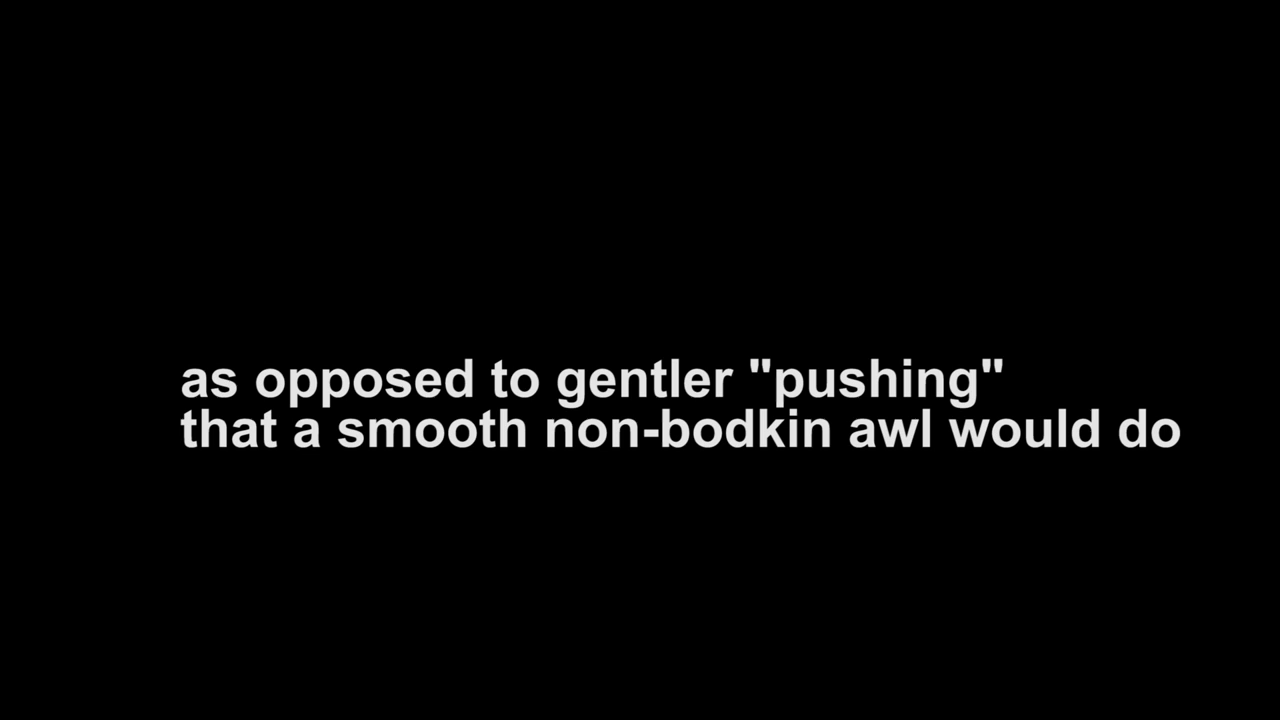 as opposed to gentler "pushing"
that a smooth non-bodkin awl would do